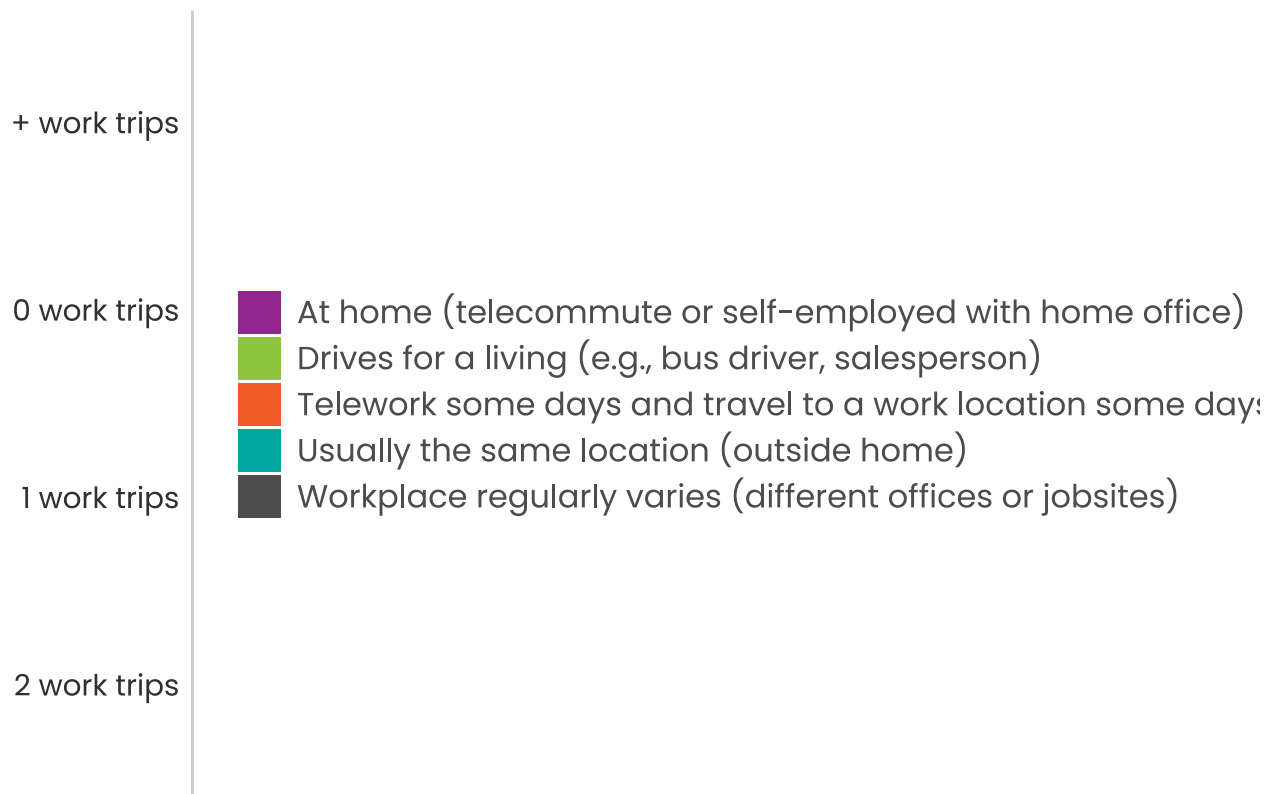 + work trips
0 work trips
At home (telecommute or self-employed with home office)
Drives for a living (e.g., bus driver, salesperson)
Telework some days and travel to a work location some days
Usually the same location (outside home)
1 work trips
Workplace regularly varies (different offices or jobsites)
2 work trips